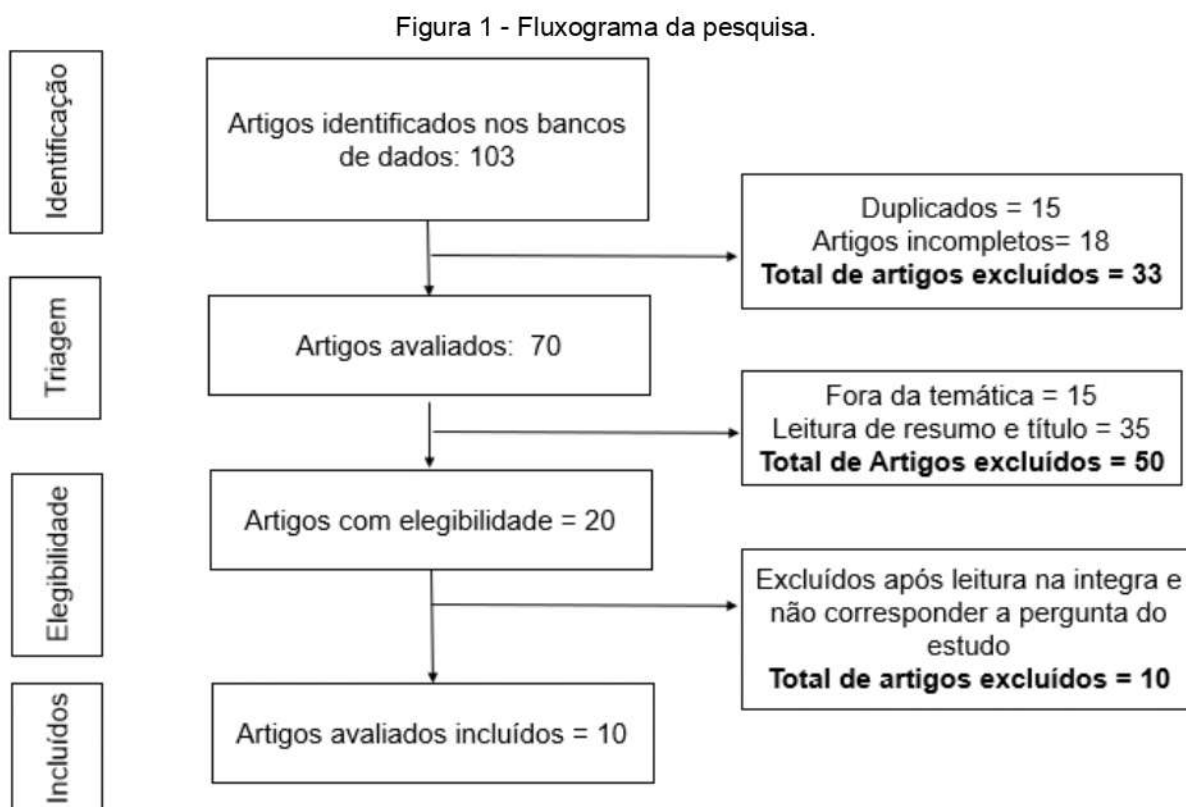 Figura 1 - Fluxograma da pesquisa.
Identificação
Artigos identificados nos bancos
de dados: 103
Duplicados = 15
Artigos incompletos= 18
Total de artigos excluídos = 33
Triagem
Artigos avaliados:  70
Fora da temática = 15
Leitura de resumo e título = 35
Total de Artigos excluídos = 50
Elegibilidade
Artigos com elegibilidade = 20
Excluídos após leitura na integra e
não corresponder a pergunta do
estudo
Total de artigos excluídos = 10
Incluídos
Artigos avaliados incluídos = 10